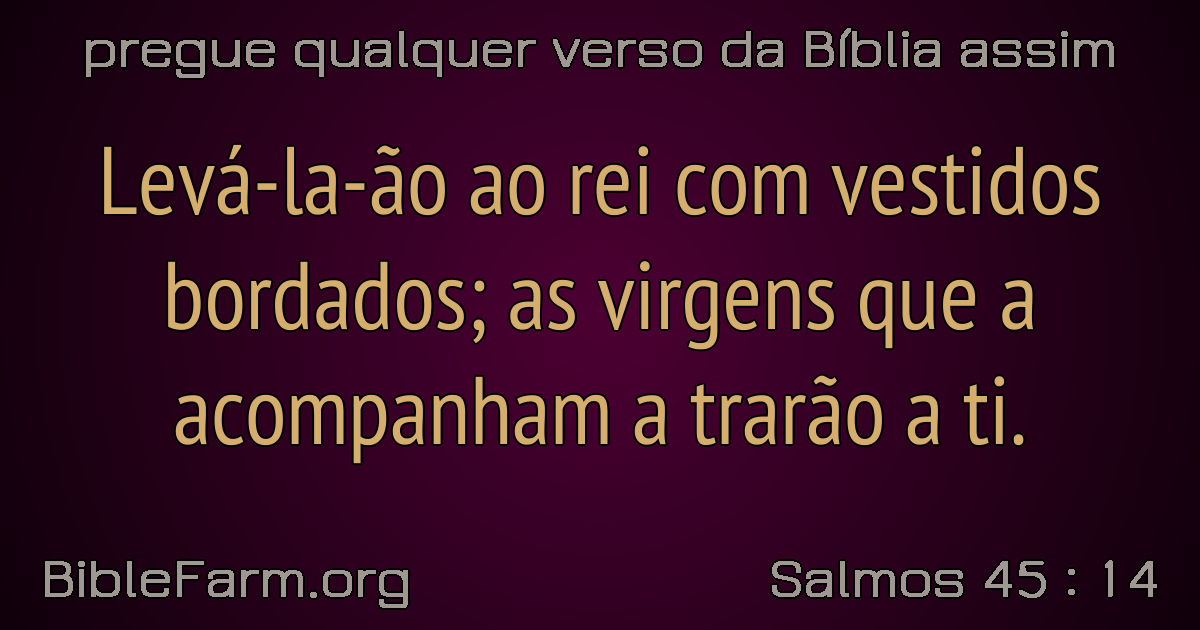 pregue qualquer verso da Bíblia assim
Levá-la-ão ao rei com vestidos
bordados; as virgens que a
acompanham a trarão a ti.
BibleFarm.org
Salmos 45 : 14